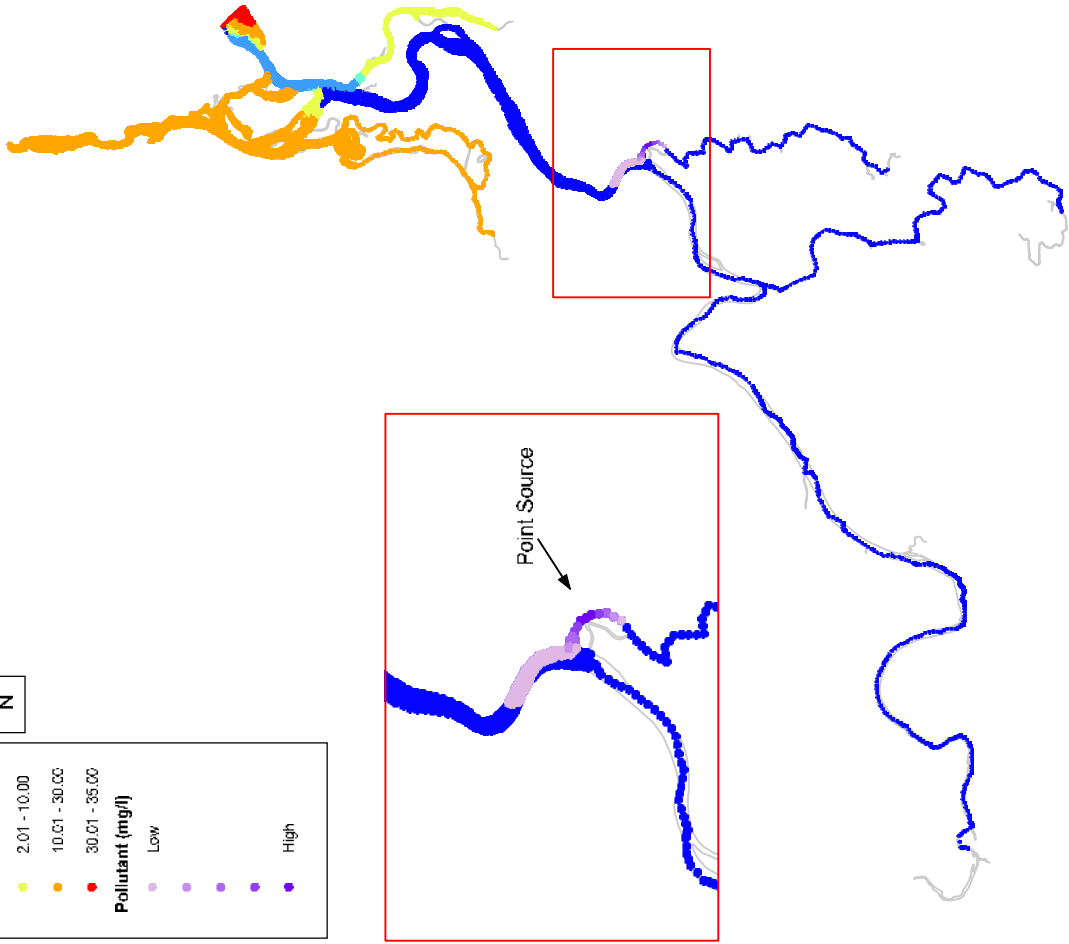 N
2.01 - 10.00
10.01 - 30.00
30.01 - 35.00
Pollutant (mg/l)
Low
High
Point Source